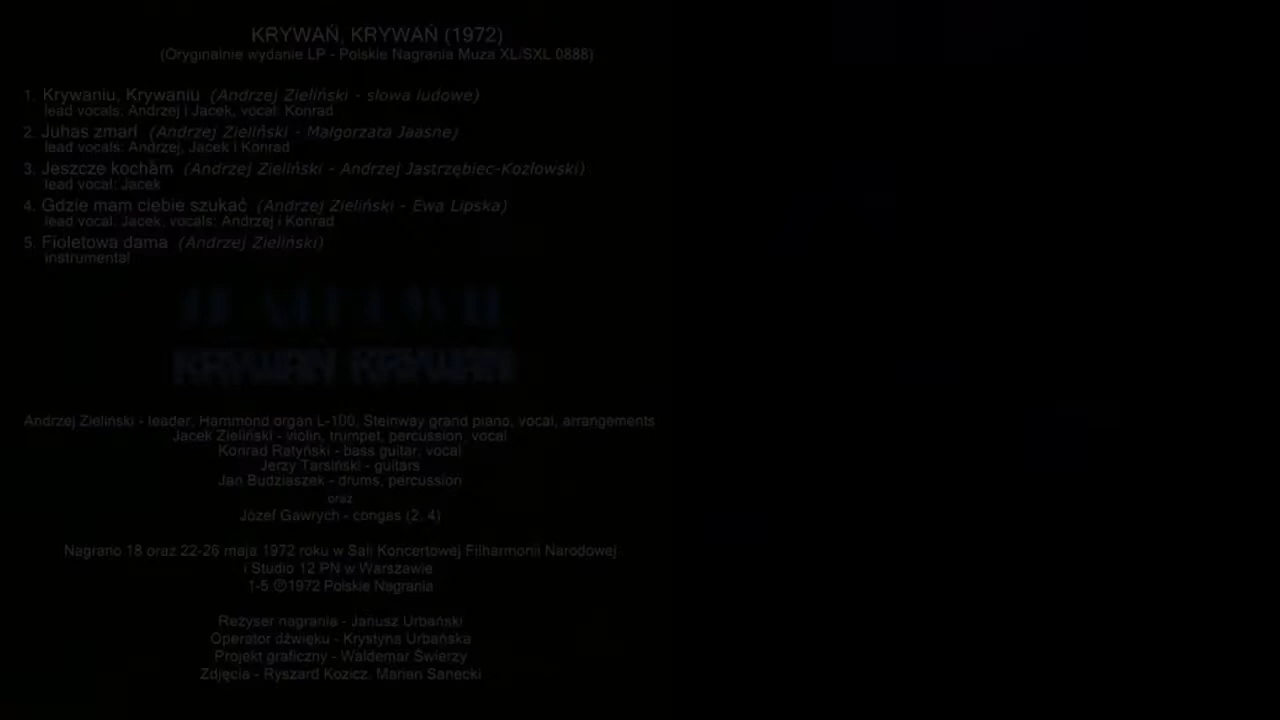 KRYWAŃ, KRYWAŃ (1972)
(Oryginalnie wydanie LP - Polskie Nagrania Muza XL/SXL 0888)
1. Krywaniu, Krywaniu (Andrzej Zieliński - słowa ludowe)
lead vocals: Andrzej i Jacek, vocal: Konrad
2. Juhas zmarł (Andrzej Zieliński - Małgorzata Jaasne)
lead vocals: Andrzej, Jacek i Konrad
3. Jeszcze kocham (Andrzej Zieliński - Andrzej Jastrzębiec-Kozłowski)
lead vocal: Jacek
4. Gdzie mam ciebie szukać (Andrzej Zieliński - Ewa Lipska)
lead vocal: Jacek, vocals: Andrzej i Konrad
5. Fioletowa dama (Andrzej Zieliński)
instrumental
KRYWAŃ KRYWAŃ
Andrzej Zieliński - leader, Hammond organ L-100, Steinway grand piano, vocal, arrangements
Jacek Zieliński - violin, trumpet, percussion, vocal
Konrad Ratyński - bass guitar, vocal
Jerzy Tarsiński - guitars
Jan Budziaszek - drums, percussion
oraz
Józef Gawrych - congas (2, 4)
Nagrano 18 oraz 22-26 maja 1972 roku w Sali Koncertowej Filharmonii Narodowej
i Studio 12 PN w Warszawie
1-5 ℗1972 Polskie Nagrania
Reżyser nagrania - Janusz Urbański
Operator dźwięku - Krystyna Urbańska
Projekt graficzny - Waldemar Świerzy
Zdjęcia - Ryszard Kozicz, Marian Sanecki